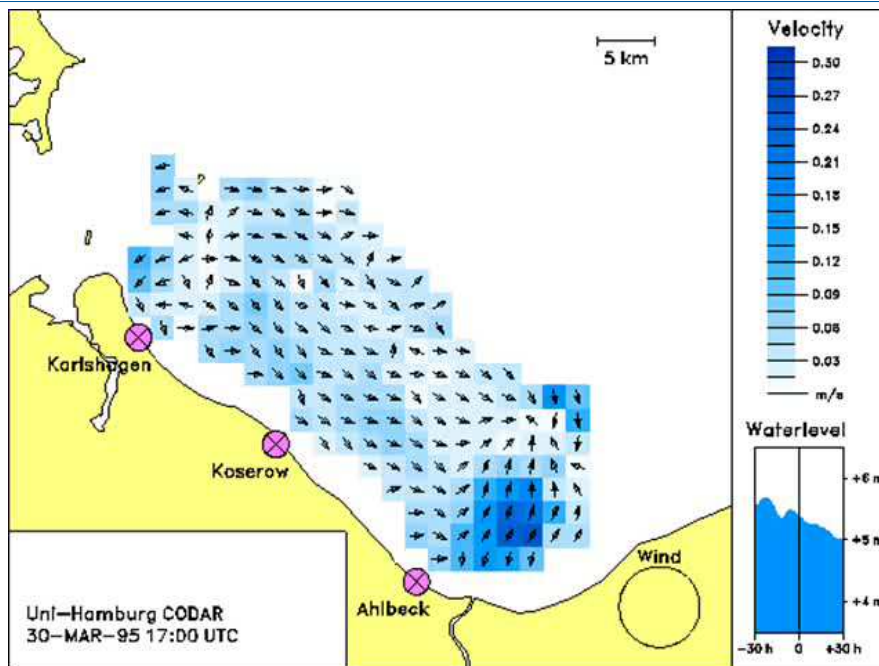 Velocity
0.30
0.27
0.24
0.21
0.18
0.15
0.12
0.09
0.06
0.03
m/s
5 km
Karlshagen
Koserow
Ahlbeck
Wind
Waterlevel
+6 m
+5 m
+4 m
-30 h 0 +30 h
Uni-Hamburg CODAR
30-MAR-95 17:00 UTC